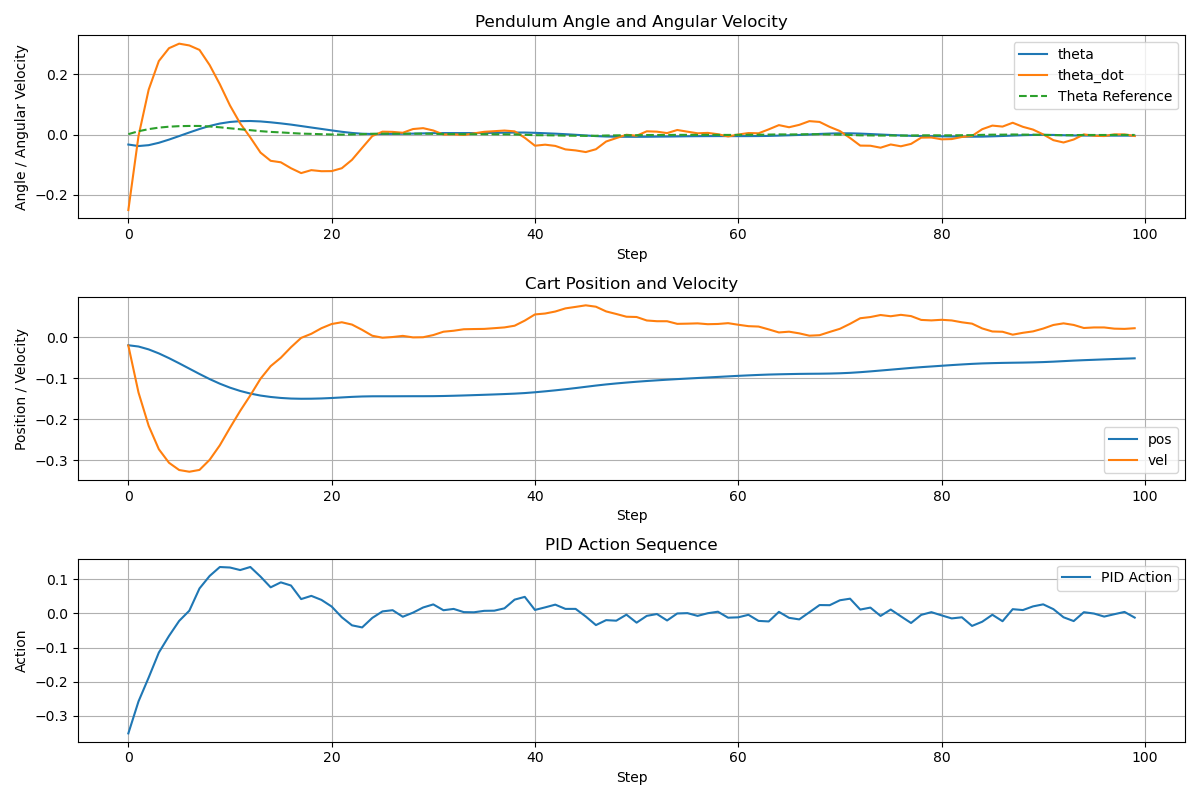 Pendulum Angle and Angular Velocity
Angle / Angular Velocity
0.2
0.0
−0.2
theta
theta_dot
Theta Reference
0 20 40 60 80 100
Step
Cart Position and Velocity
Position / Velocity
0.0
−0.1
−0.2
−0.3
pos
vel
0 20 40 60 80 100
Step
PID Action Sequence
Action
0.1
0.0
−0.1
−0.2
−0.3
PID Action
0 20 40 60 80 100
Step